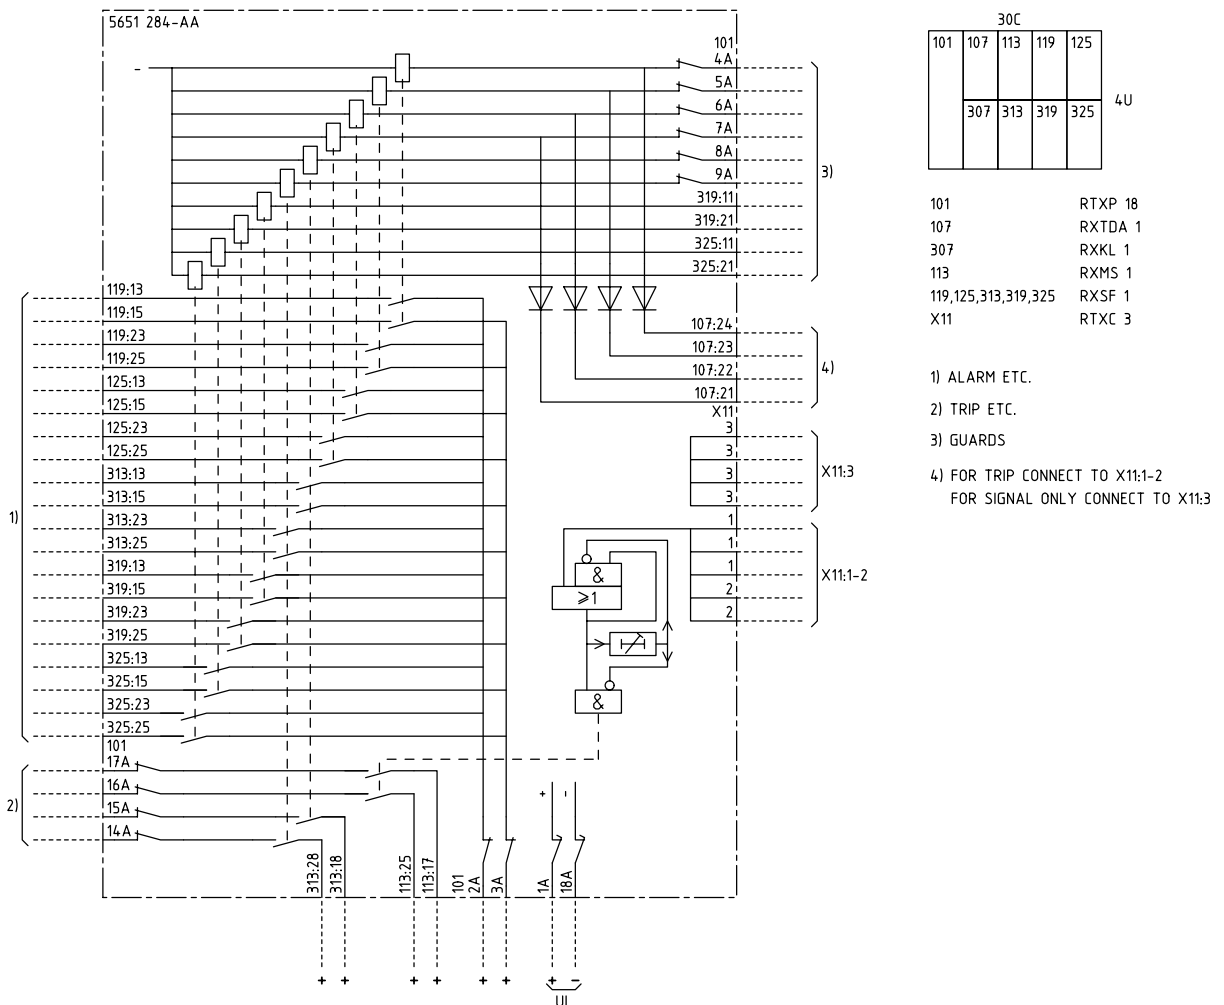 5651 284-AA
101
4A
5A
6A
7A
8A
9A
319:11
319:21
325:11
325:21
3)
-
119:13
119:15
119:23
119:25
125:13
125:15
125:23
125:25
313:13
313:15
313:23
313:25
319:13
319:15
319:23
319:25
325:13
325:15
325:23
325:25
1)
101
17A
16A
15A
14A
2)
107:24
107:23
107:22
107:21
4)
X11
3
3
3
3
X11:3
1
1
1
2
2
X11:1-2
&
≥1
&
+ -
313:28
313:18
113:25
113:17
101
2A
3A
1A
18A
+ + + + + + + -
UL
30C
101 107 113 119 125
307 313 319 325
4U
101 RTXP 18
107 RXTDA 1
307 RXKL 1
113 RXMS 1
119,125,313,319,325 RXSF 1
X11 RTXC 3
1) ALARM ETC.
2) TRIP ETC.
3) GUARDS
4) FOR TRIP CONNECT TO X11:1-2
FOR SIGNAL ONLY CONNECT TO X11:3